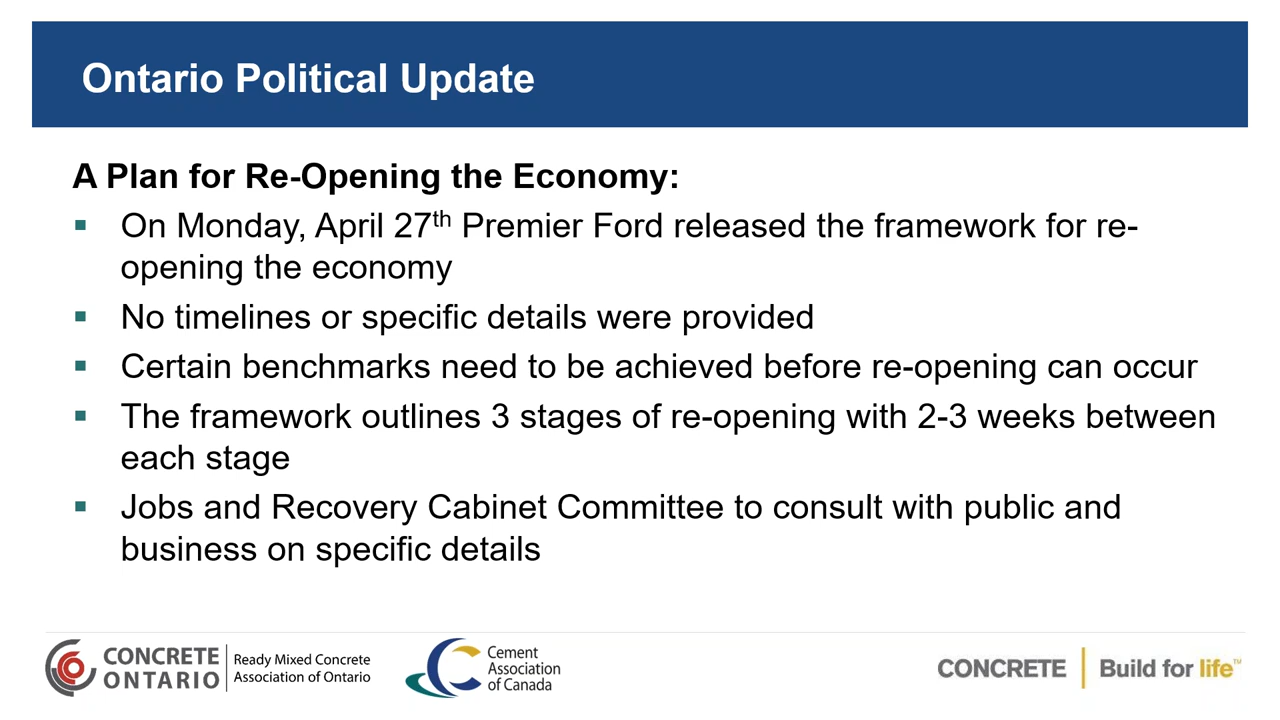 Ontario Political Update
A Plan for Re-Opening the Economy:
▪ On Monday, April 27th Premier Ford released the framework for re-
opening the economy
▪ No timelines or specific details were provided
▪ Certain benchmarks need to be achieved before re-opening can occur
▪ The framework outlines 3 stages of re-opening with 2-3 weeks between
each stage
▪ Jobs and Recovery Cabinet Committee to consult with public and
business on specific details
CONCRETE
ONTARIO
Ready Mixed Concrete
Association of Ontario
Cement
Association
of Canada
CONCRETE | Build for life™